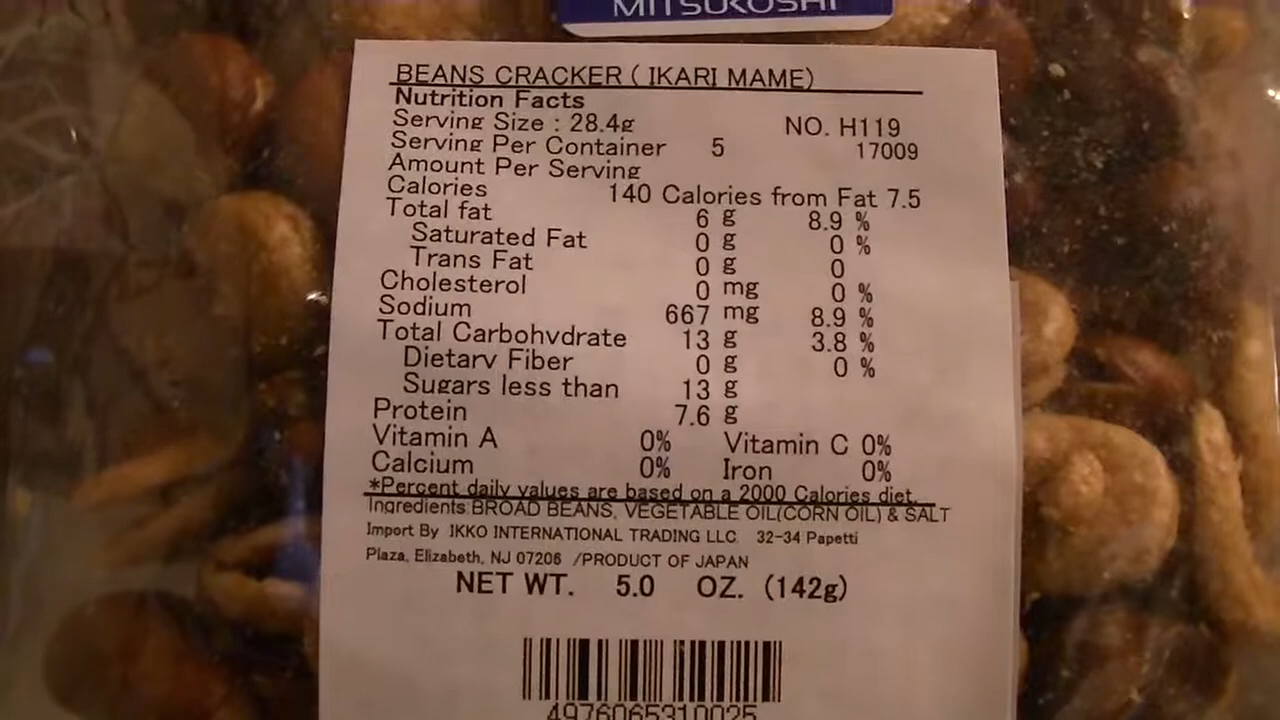 MITSUKOSHI
BEANS CRACKER ( IKARI MAME)
Nutrition Facts
Serving Size : 28.4g NO. H119
Serving Per Container 5 17009
Amount Per Serving
Calories 140 Calories from Fat 7.5
Total fat 6 g 8.9 %
Saturated Fat 0 g 0 %
Trans Fat 0 g 0
Cholesterol 0 mg 0 %
Sodium 667 mg 8.9 %
Total Carbohydrate 13 g 3.8 %
Dietary Fiber 0 g 0 %
Sugars less than 13 g
Protein 7.6 g
Vitamin A 0% Vitamin C 0%
Calcium 0% Iron 0%
*Percent daily values are based on a 2000 Calories diet.
Ingredients BROAD BEANS, VEGETABLE OIL(CORN OIL) & SALT
Import By IKKO INTERNATIONAL TRADING LLC 32-34 Papetti
Plaza, Elizabeth, NJ 07206 /PRODUCT OF JAPAN
NET WT. 5.0 OZ. (142g)
4976065310025